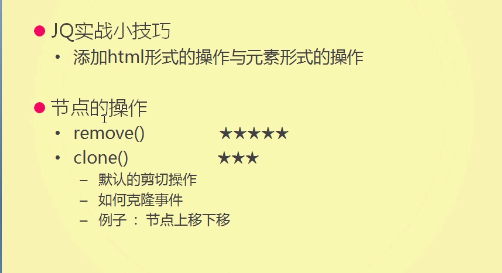 JQ实战小技巧
添加html形式的操作与元素形式的操作
节点的操作
remove() ★★★★★
clone() ★★★
– 默认的剪切操作
– 如何克隆事件
– 例子 : 节点上移下移